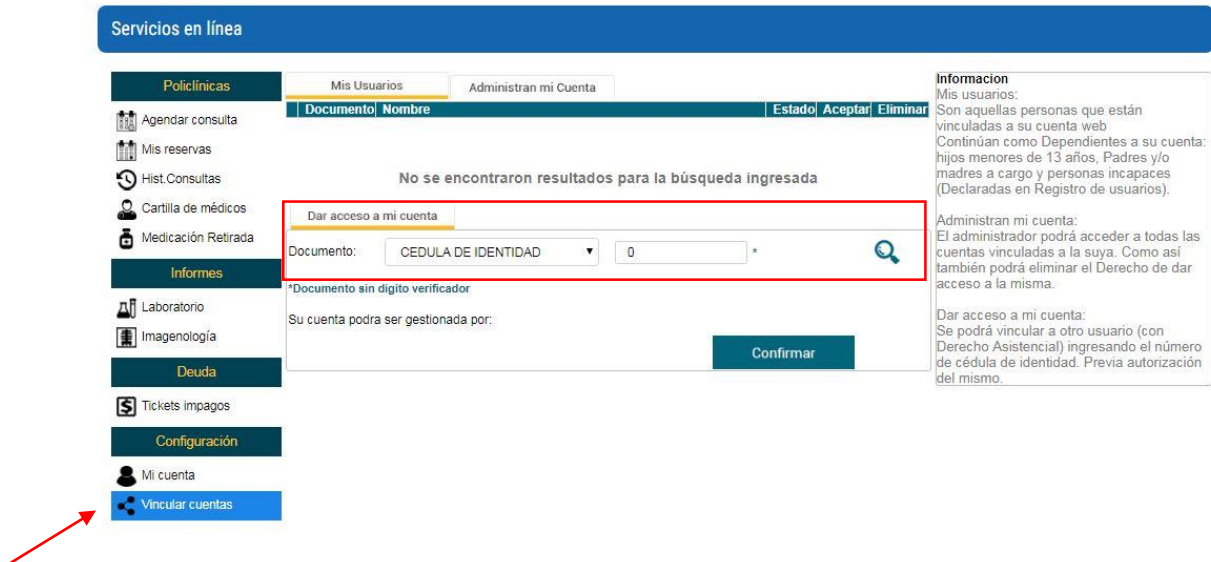 Servicios en línea
Policlínicas
Agendar consulta
Mis reservas
Hist.Consultas
Cartilla de médicos
Medicación Retirada
Informes
Laboratorio
Imagenología
Deuda
Tickets impagos
Configuración
Mi cuenta
Vincular cuentas
Mis Usuarios
Administran mi Cuenta
Documento Nombre Estado Aceptar Eliminar
No se encontraron resultados para la búsqueda ingresada
Dar acceso a mi cuenta
Documento: CEDULA DE IDENTIDAD 0 *
*Documento sin digito verificador
Su cuenta podra ser gestionada por:
Confirmar
Informacion
Mis usuarios:
Son aquellas personas que están
vinculadas a su cuenta web
Continúan como Dependientes a su cuenta:
hijos menores de 13 años, Padres y/o
madres a cargo y personas incapaces
(Declaradas en Registro de usuarios).
Administran mi cuenta:
El administrador podrá acceder a todas las
cuentas vinculadas a la suya. Como así
también podrá eliminar el Derecho de dar
acceso a la misma.
Dar acceso a mi cuenta:
Se podrá vincular a otro usuario (con
Derecho Asistencial) ingresando el número
de cédula de identidad. Previa autorización
del mismo.